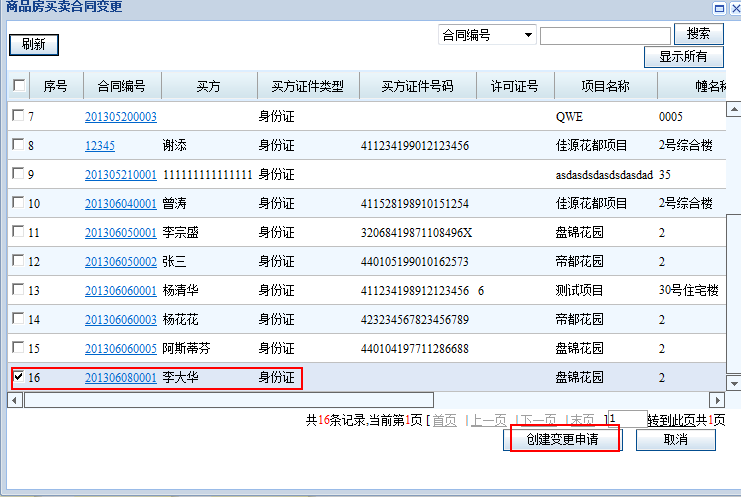 商品房买卖合同变更
刷新 合同编号 搜索
显示所有
序号 合同编号 买方 买方证件类型 买方证件号码 许可证号 项目名称 幢名称
7 201305200003 身份证 QWE 0005
8 12345 谢添 身份证 411234199012123456 佳源花都项目 2号综合楼
9 201305210001 111111111111111 身份证 asdasdsdasdsdasdad 35
10 201306040001 曾涛 身份证 411528198910151254 佳源花都项目 2号综合楼
11 201306050001 李宗盛 身份证 32068419871108496X 盘锦花园 2
12 201306050002 张三 身份证 440105199010162573 帝都花园 2
13 201306060001 杨清华 身份证 411234198912123456 6 测试项目 30号住宅楼
14 201306060003 杨花花 身份证 423234567823456789 帝都花园 2
15 201306060005 阿斯蒂芬 身份证 440104197711286688 盘锦花园 2
16 201306080001 李大华 身份证 盘锦花园 2
共16条记录,当前第1页 [ 首页 | 上一页 | 下一页 | 末页 ] 1 转到此页共1页
创建变更申请 取消